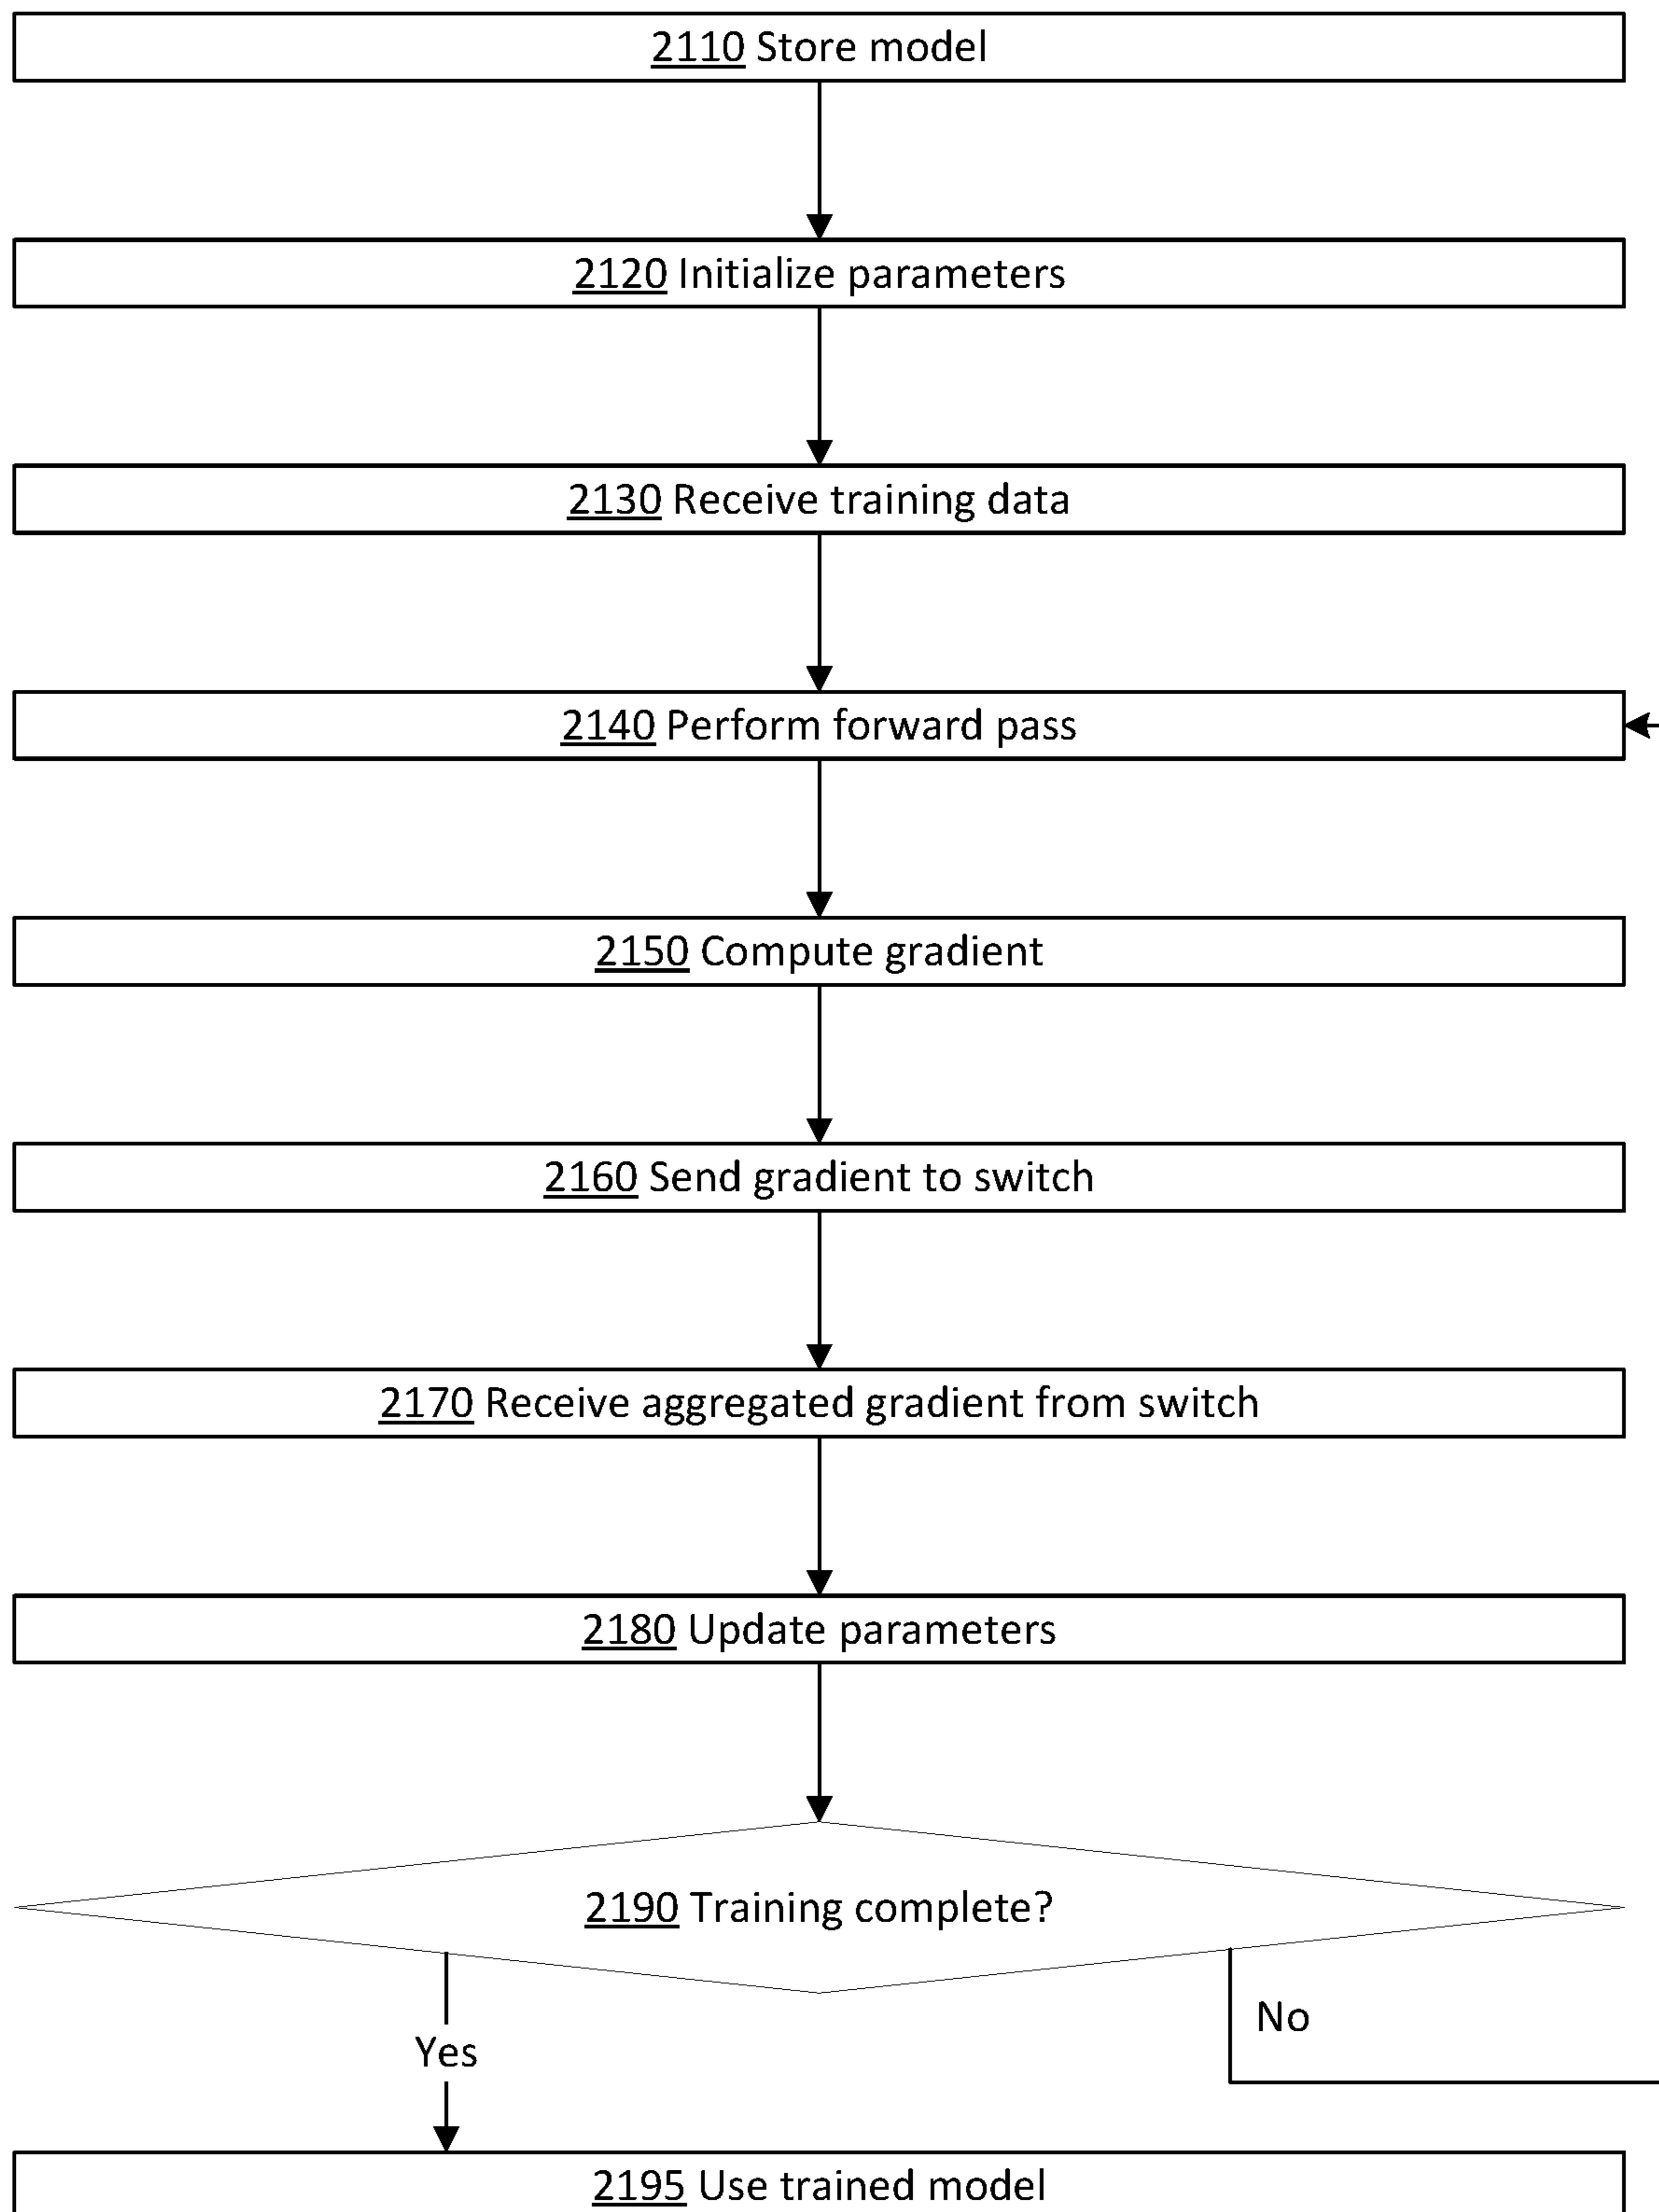 2110 Store model
2120 Initialize parameters
2130 Receive training data
2140 Perform forward pass
2150 Compute gradient
2160 Send gradient to switch
2170 Receive aggregated gradient from switch
2180 Update parameters
2190 Training complete?
No
Yes
2195 Use trained model